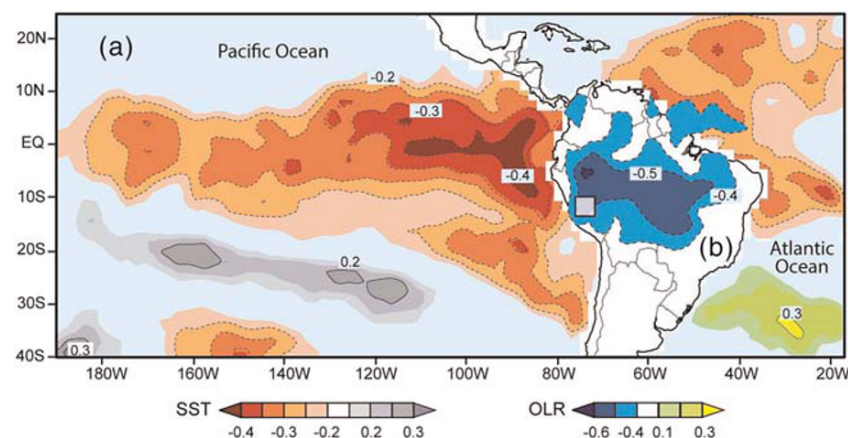 20N
(a)
Pacific Ocean
10N
-0.2
-0.3
EQ
-0.4
-0.5
10S
-0.4
20S
(b)
0.2
Atlantic
Ocean
30S
0.3
0.3
40S
180W 160W 140W 120W 100W 80W 60W 40W 20W
SST
OLR
-0.4 -0.3 -0.2 0.2 0.3
-0.6 -0.4 0.1 0.3